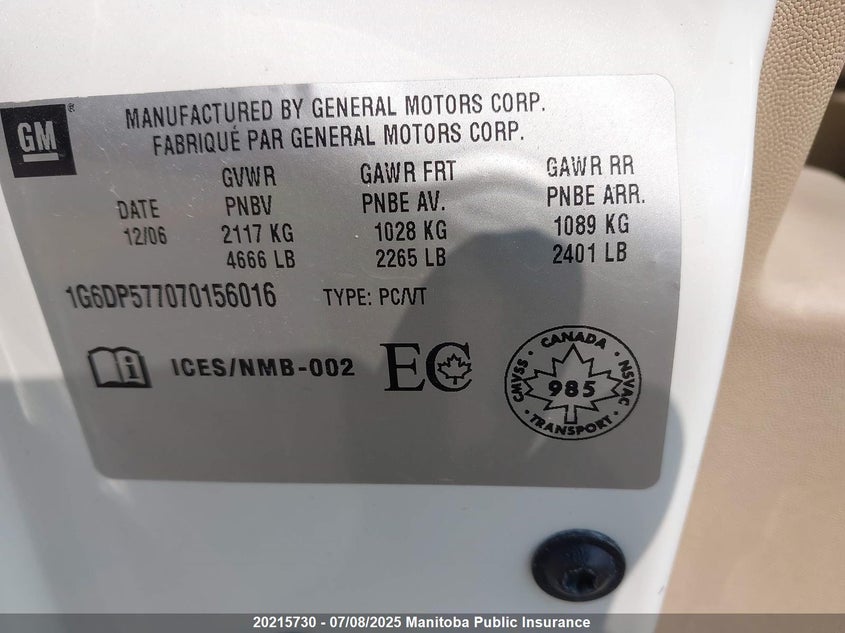 GM
®
MANUFACTURED BY GENERAL MOTORS CORP.
FABRIQUÉ PAR GENERAL MOTORS CORP.
GVWR GAWR FRT GAWR RR
DATE PNBV PNBE AV. PNBE ARR.
12/06 2117 KG 1028 KG 1089 KG
4666 LB 2265 LB 2401 LB
1G6DP577070156016 TYPE: PC/VT
i ICES/NMB-002 EC
CANADA
CMVSS 985 NSVAC
TRANSPORT
20215730 - 07/08/2025 Manitoba Public Insurance